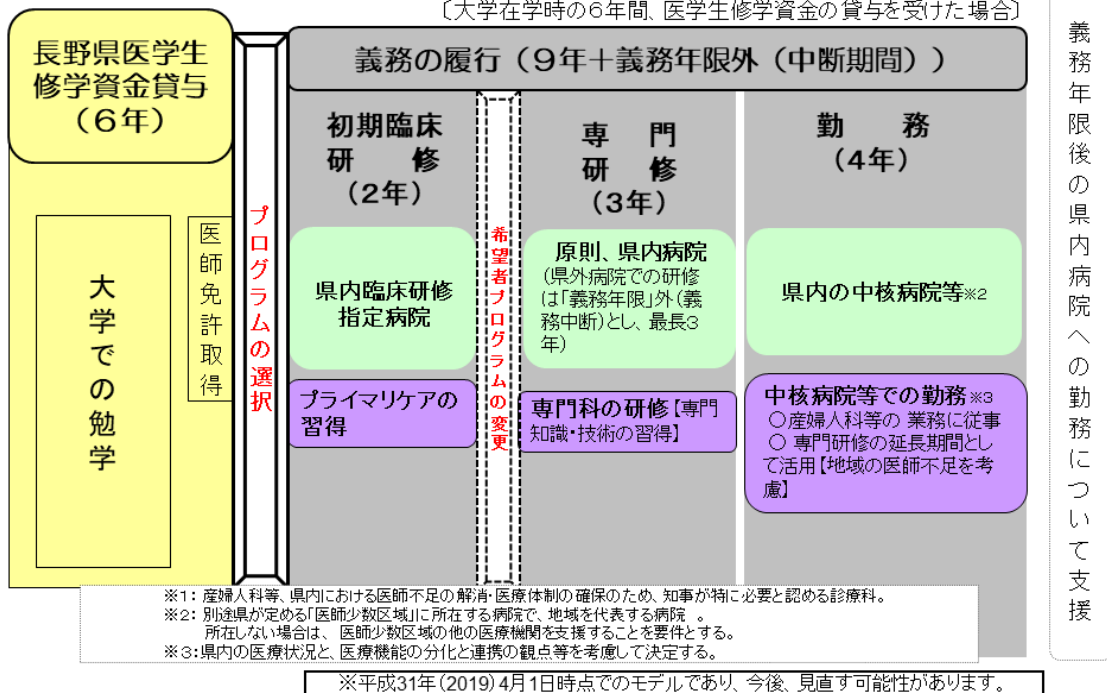 〔大学在学時の6年間、医学生修学資金の貸与を受けた場合〕
長野県医学生
修学資金貸与
（６年）
義務の履行（９年＋義務年限外（中断期間））
大学での勉学
医師免許取得
プログラムの選択
初期臨床
研　修
（2年）
県内臨床研修
指定病院
プライマリケアの
習得
希望者プログラムの変更
専　門
研　修
（3年）
原則、県内病院
(県外病院での研修
は「義務年限」外(義
務中断)とし、最長3
年)
専門科の研修【専門
知識・技術の習得】
勤　務
（4年）
県内の中核病院等※2
中核病院等での勤務※3
○産婦人科等の 業務に従事
○ 専門研修の延長期間とし
て活用【地域の医師不足を考
慮】
義務年限後の県内病院への勤務について支援
※1： 産婦人科等、県内における医師不足の解消・医療体制の確保のため、知事が特に必要と認める診療科。
※2： 別途県が定める「医師少数区域」に所在する病院で、地域を代表する病院 。
所在しない場合は、 医師少数区域の他の医療機関を支援することを要件とする。
※3：県内の医療状況と、医療機能の分化と連携の観点等を考慮して決定する。
※平成31年(2019)4月1日時点でのモデルであり、今後、見直す可能性があります。